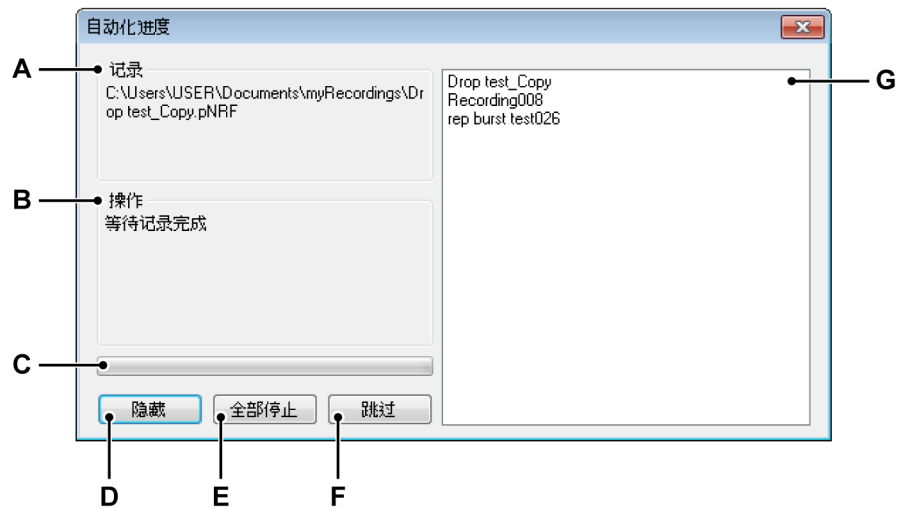 自动化进度
A
记录
C:\Users\USER\Documents\myRecordings\Dr
op test_Copy.pNRF
Drop test_Copy
Recording008
rep burst test026
G
B
操作
等待记录完成
C
隐藏
全部停止
跳过
D
E
F